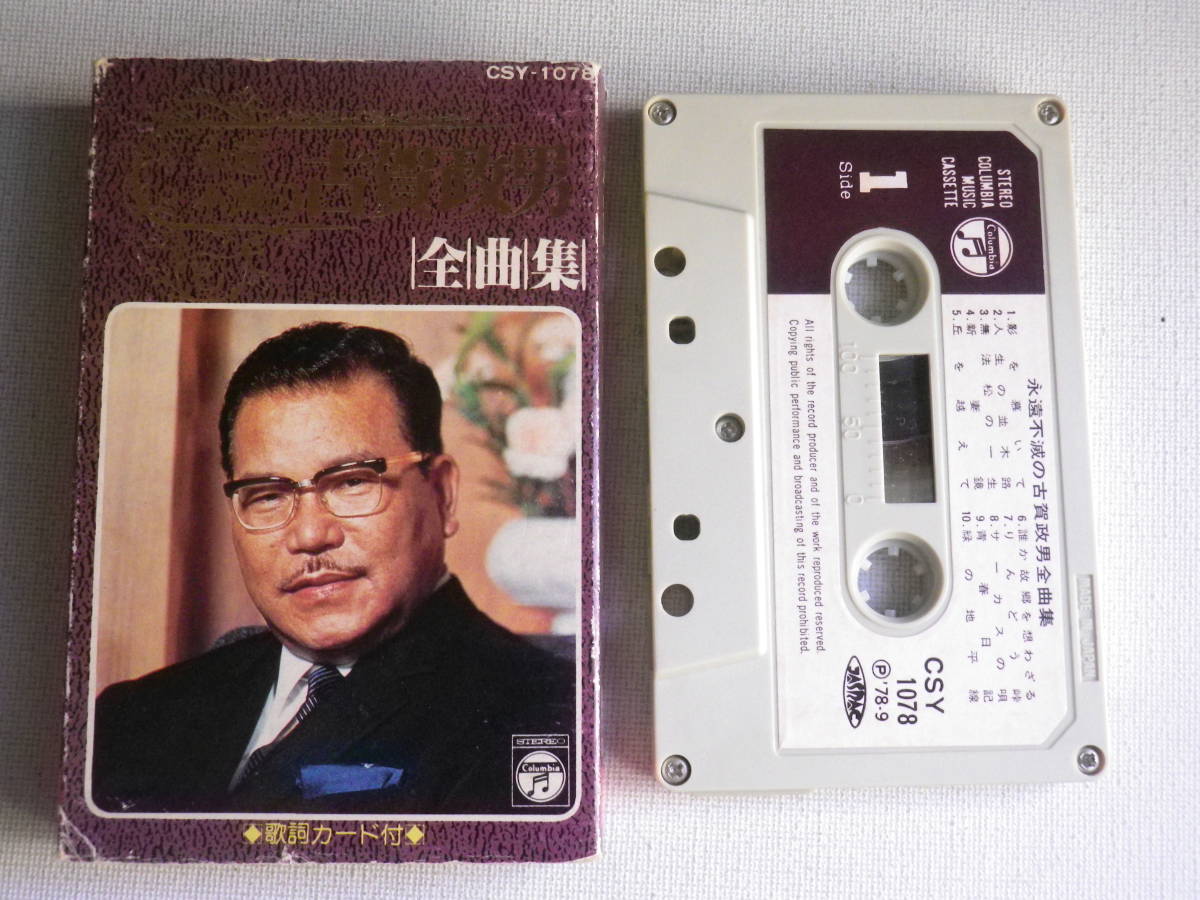 CSY-1078
古賀政男
全曲集
STEREO
Columbia
◆歌詞カード付◆
STEREO
COLUMBIA
MUSIC
CASSETTE
Columbia
Side
1
永遠不滅の古賀政男全曲集
1.影を慕いて
2.人生の並木路
3.無法松の一生
4.新妻鏡
5.丘を越えて
6.誰か故郷を想わざる
7.りんどう峠
8.サーカスの唄
9.青春日記
10.緑の地平線
100 50 0
All rights of the record producer and of the work reproduced reserved.
Copying public performance and broadcasting of this record prohibited.
CSY
1078
Ⓟ'78-9
JASRAC
MADE IN JAPAN